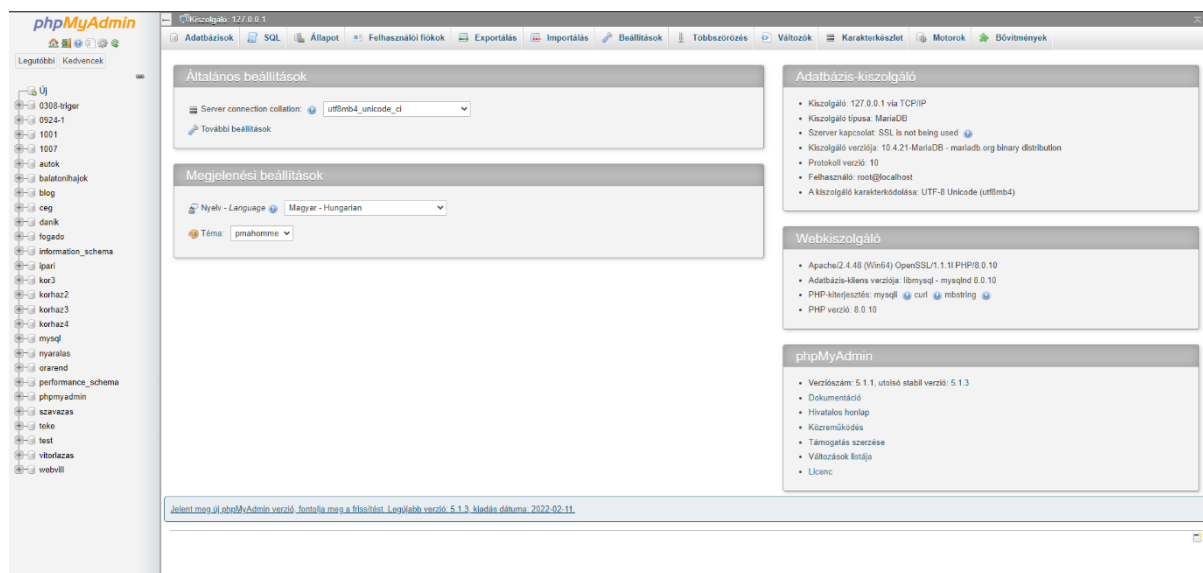 phpMyAdmin
Legutóbbi Kedvencek
Új
0308-triger
0924-1
1001
1007
autok
balatonihajok
blog
ceg
danik
fogado
information_schema
ipari
kor3
korhaz2
korhaz3
korhaz4
mysql
nyaralas
orarend
performance_schema
phpmyadmin
szavazas
teke
test
vitorlazas
webvill
Kiszolgáló: 127.0.0.1
Adatbázisok SQL Állapot Felhasználói fiókok Exportálás Importálás Beállítások Többszörözés Változók Karakterkészlet Motorok Bővítmények
Általános beállítások
Server connection collation: utf8mb4_unicode_ci
További beállítások
Megjelenési beállítások
Nyelv - Language Magyar - Hungarian
Téma: pmahomme
Adatbázis-kiszolgáló
• Kiszolgáló: 127.0.0.1 via TCP/IP
• Kiszolgáló típusa: MariaDB
• Szerver kapcsolat: SSL is not being used
• Kiszolgáló verziója: 10.4.21-MariaDB - mariadb.org binary distribution
• Protokoll verzió: 10
• Felhasználó: root@localhost
• A kiszolgáló karakterkódolása: UTF-8 Unicode (utf8mb4)
Webkiszolgáló
• Apache/2.4.48 (Win64) OpenSSL/1.1.1l PHP/8.0.10
• Adatbázis-kliens verziója: libmysql - mysqlnd 8.0.10
• PHP-kiterjesztés: mysqli curl mbstring
• PHP verzió: 8.0.10
phpMyAdmin
• Verziószám: 5.1.1, utolsó stabil verzió: 5.1.3
• Dokumentáció
• Hivatalos honlap
• Közreműködés
• Támogatás szerzése
• Változások listája
• Licenc
Jelent meg új phpMyAdmin verzió, fontolja meg a frissítést. Legújabb verzió: 5.1.3, kiadás dátuma: 2022-02-11.